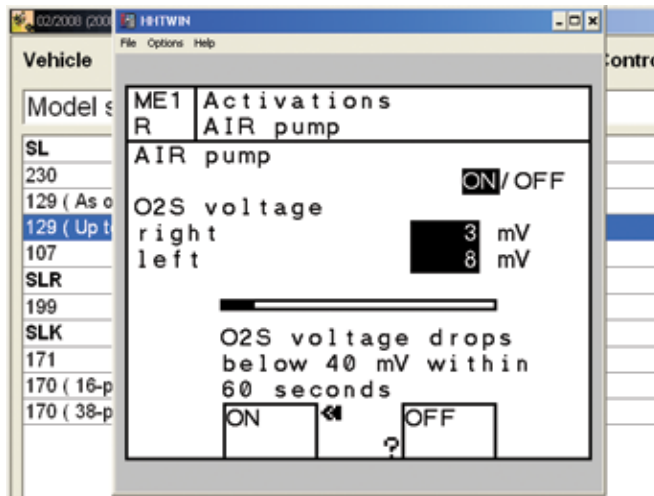 02/2008 (200
HHTWIN
File Options Help
Vehicle
Contro
Model s
ME1 Activations
R AIR pump
AIR pump
ON/OFF
O2S voltage
right 3 mV
left 8 mV
O2S voltage drops
below 40 mV within
60 seconds
ON OFF
?
SL
230
129 ( As o
129 ( Up t
107
SLR
199
SLK
171
170 ( 16-p
170 ( 38-p